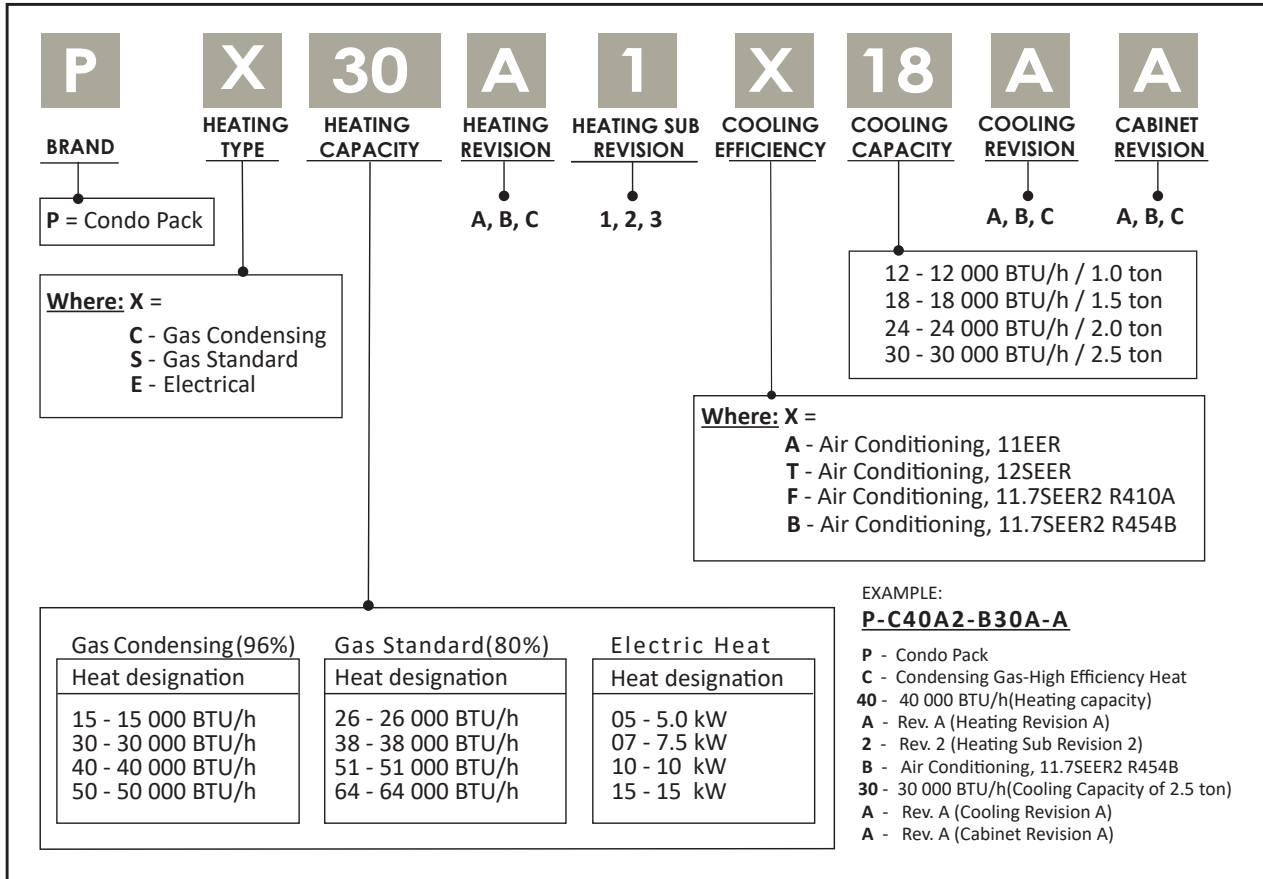 P X 30 A 1 X 18 A A
BRAND
HEATING TYPE
HEATING CAPACITY
HEATING REVISION
HEATING SUB REVISION
COOLING EFFICIENCY
COOLING CAPACITY
COOLING REVISION
CABINET REVISION
P = Condo Pack
A, B, C
1, 2, 3
A, B, C
A, B, C
Where: X =
C - Gas Condensing
S - Gas Standard
E - Electrical
12 - 12 000 BTU/h / 1.0 ton
18 - 18 000 BTU/h / 1.5 ton
24 - 24 000 BTU/h / 2.0 ton
30 - 30 000 BTU/h / 2.5 ton
Where: X =
A - Air Conditioning, 11EER
T - Air Conditioning, 12SEER
F - Air Conditioning, 11.7SEER2 R410A
B - Air Conditioning, 11.7SEER2 R454B
Gas Condensing(96%)
Heat designation
15 - 15 000 BTU/h
30 - 30 000 BTU/h
40 - 40 000 BTU/h
50 - 50 000 BTU/h
Gas Standard(80%)
Heat designation
26 - 26 000 BTU/h
38 - 38 000 BTU/h
51 - 51 000 BTU/h
64 - 64 000 BTU/h
Electric Heat
Heat designation
05 - 5.0 kW
07 - 7.5 kW
10 - 10 kW
15 - 15 kW
EXAMPLE:
P-C40A2-B30A-A
P - Condo Pack
C - Condensing Gas-High Efficiency Heat
40 - 40 000 BTU/h(Heating capacity)
A - Rev. A (Heating Revision A)
2 - Rev. 2 (Heating Sub Revision 2)
B - Air Conditioning, 11.7SEER2 R454B
30 - 30 000 BTU/h(Cooling Capacity of 2.5 ton)
A - Rev. A (Cooling Revision A)
A - Rev. A (Cabinet Revision A)